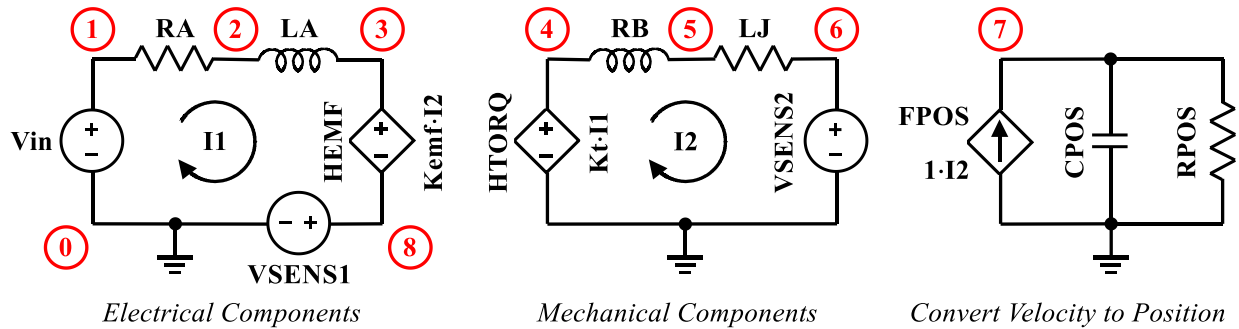 1
RA
2
LA
3
Vin
+
−
I1
HEMF
+
−
Kemf·I2
0
− +
VSENS1
8
Electrical Components
4
RB
5
LJ
6
HTORQ
+
−
Kt·I1
I2
VSENS2
+
−
Mechanical Components
7
FPOS
1·I2
CPOS
RPOS
Convert Velocity to Position